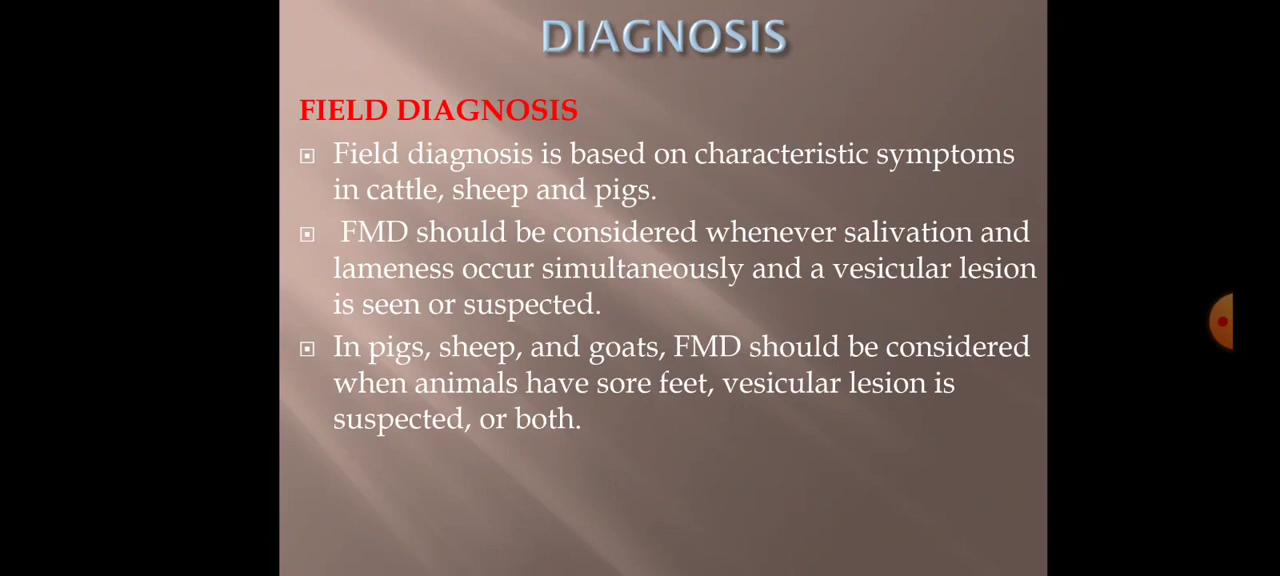 DIAGNOSIS
FIELD DIAGNOSIS
Field diagnosis is based on characteristic symptoms
in cattle, sheep and pigs.
FMD should be considered whenever salivation and
lameness occur simultaneously and a vesicular lesion
is seen or suspected.
In pigs, sheep, and goats, FMD should be considered
when animals have sore feet, vesicular lesion is
suspected, or both.